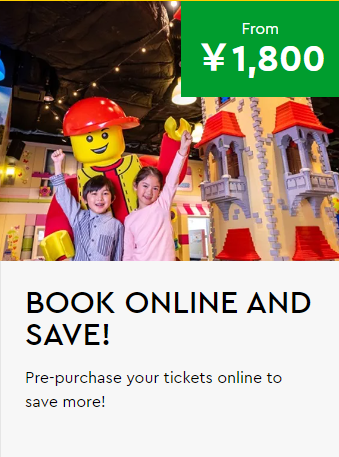 From
￥1,800
BOOK ONLINE AND
SAVE!
Pre-purchase your tickets online to
save more!